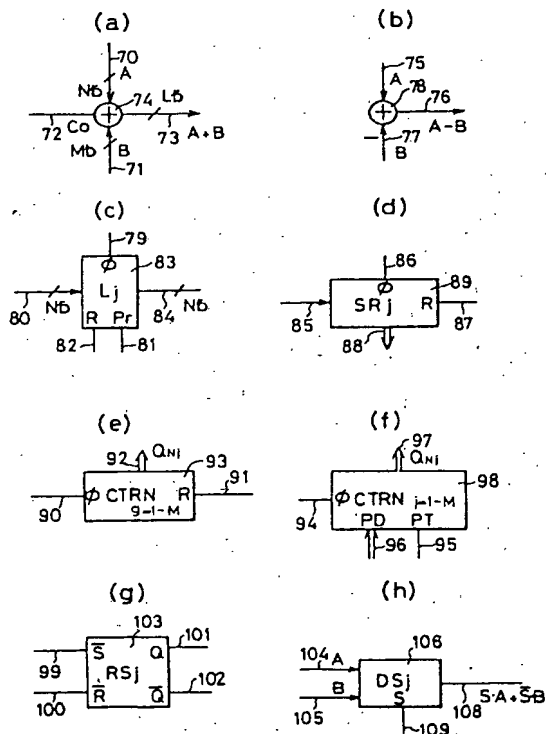 (a)
70
A
Nb
74
Lb
72
Co
73
A+B
Mb
B
71
(b)
75
A
78
76
A-B
77
B
(c)
79
83
ϕ
Lj
80
Nb
84
Nb
R Pr
82
81
(d)
86
89
ϕ
SRj
R
85
87
88
(e)
92
QNj
93
91
90
ϕ CTRN R
g=1-M
(f)
97
QNj
98
94
ϕ CTRN j=1-M
PD PT
96
95
(g)
103
101
S̅ Q
99
RSj
102
R̅ Q̅
100
(h)
106
104 A
B
DSj
105
S
108
S·A+S̅·B
109